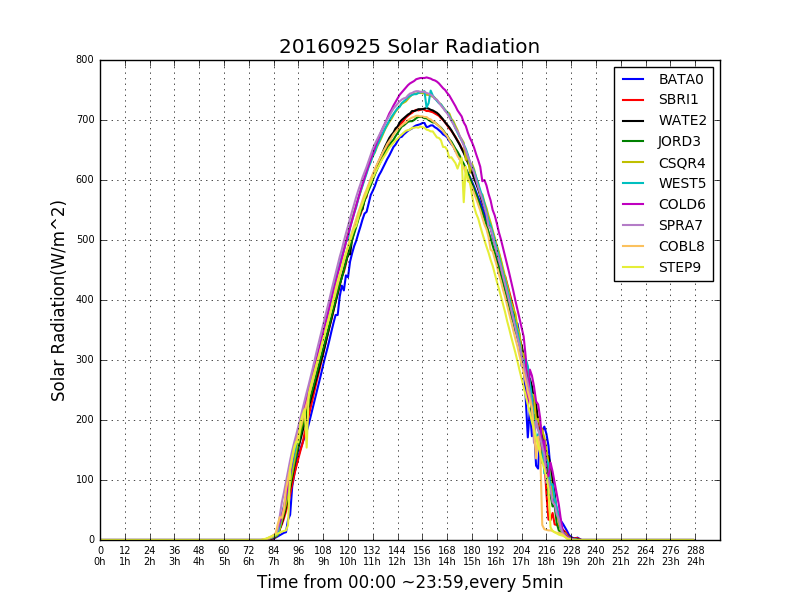 20160925 Solar Radiation
Solar Radiation(W/m^2)
800
700
600
500
400
300
200
100
0
BATA0
SBRI1
WATE2
JORD3
CSQR4
WEST5
COLD6
SPRA7
COBL8
STEP9
0 12 24 36 48 60 72 84 96 108 120 132 144 156 168 180 192 204 216 228 240 252 264 276 288
0h 1h 2h 3h 4h 5h 6h 7h 8h 9h 10h 11h 12h 13h 14h 15h 16h 17h 18h 19h 20h 21h 22h 23h 24h
Time from 00:00 ~23:59,every 5min